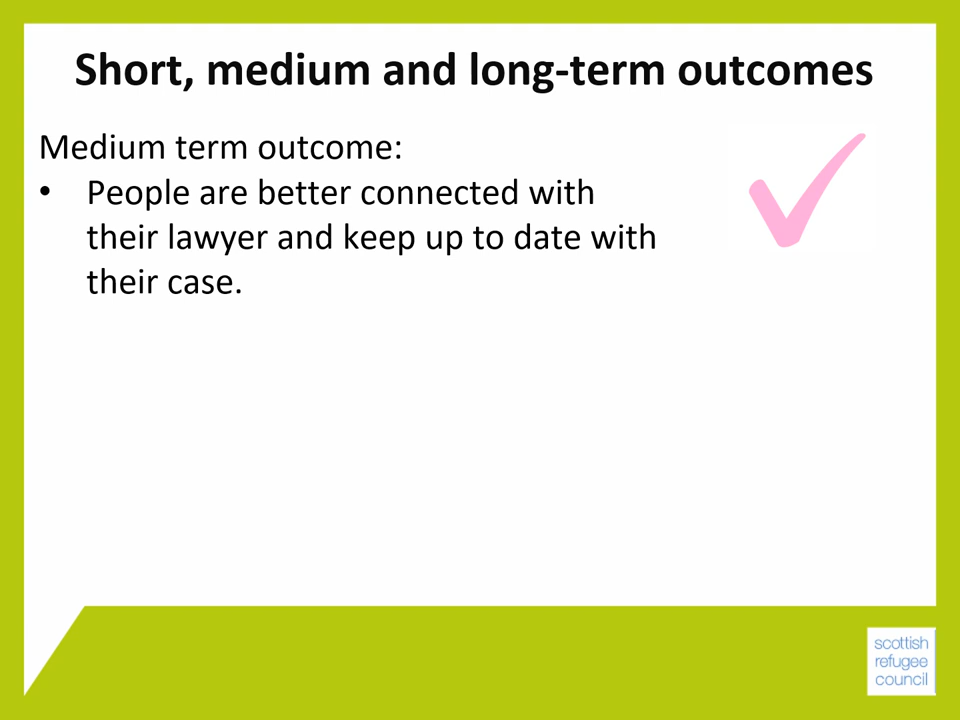 Short, medium and long-term outcomes
Medium term outcome:
• People are better connected with
their lawyer and keep up to date with
their case.
scottish
refugee
council